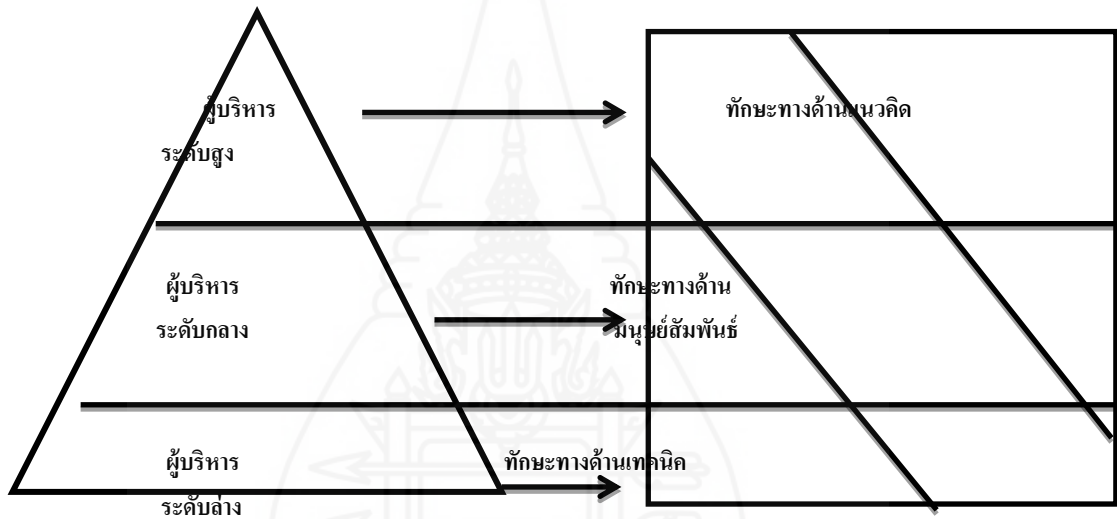 ผู้บริหาร
ระดับสูง
ทักษะทางด้านแนวคิด
ผู้บริหาร
ระดับกลาง
ทักษะทางด้าน
มนุษย์สัมพันธ์
ผู้บริหาร
ระดับล่าง
ทักษะทางด้านเทคนิค